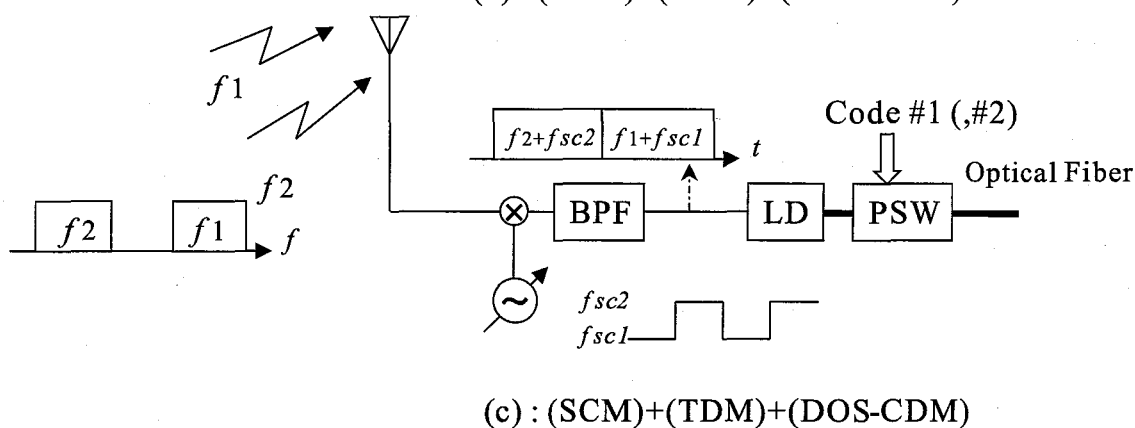 f1
Code #1 (,#2)
f2+fsc2 f1+fsc1 t
Optical Fiber
f2
BPF LD PSW
f2 f1 f
~
fsc2
fsc1
(c) : (SCM)+(TDM)+(DOS-CDM)